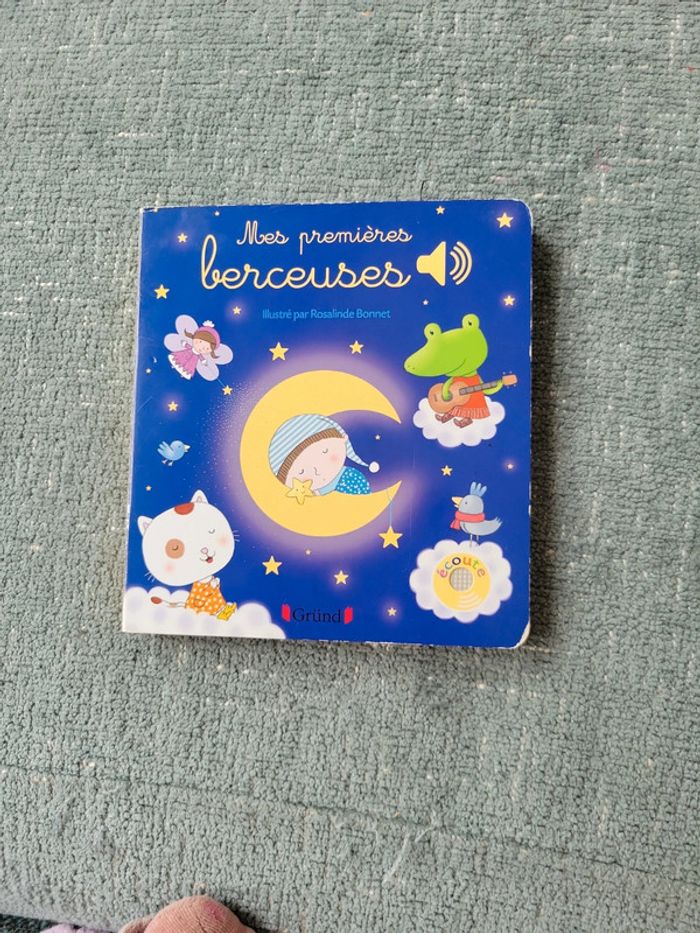 Mes premières
berceuses
Illustré par Rosalinde Bonnet
écoute
Gründ